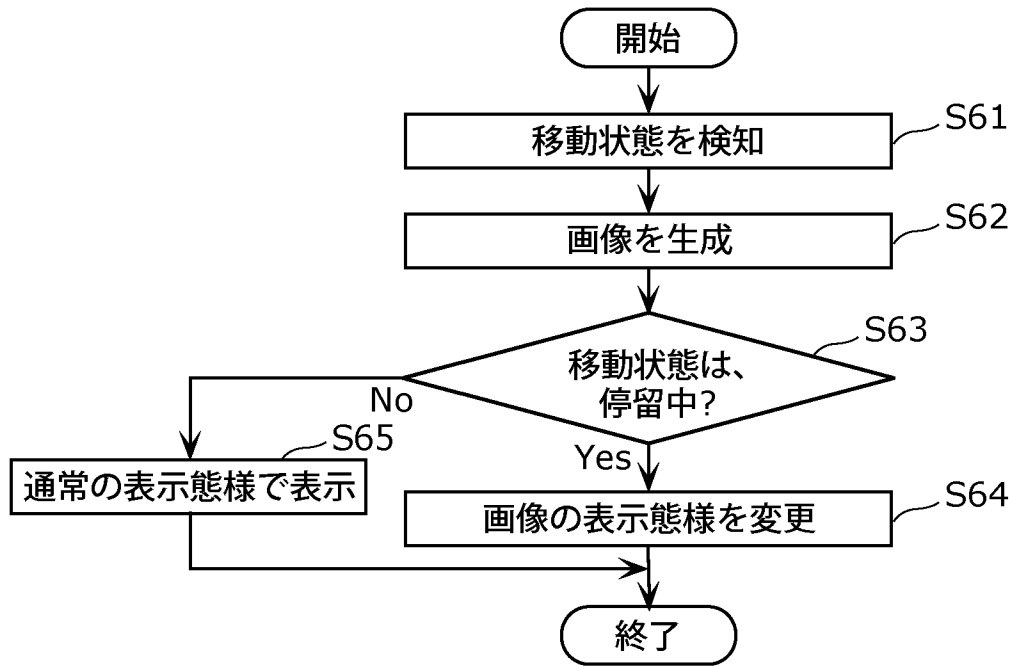 開始
移動状態を検知
S61
画像を生成
S62
移動状態は、
停留中?
S63
No
Yes
S65
通常の表示態様で表示
画像の表示態様を変更
S64
終了